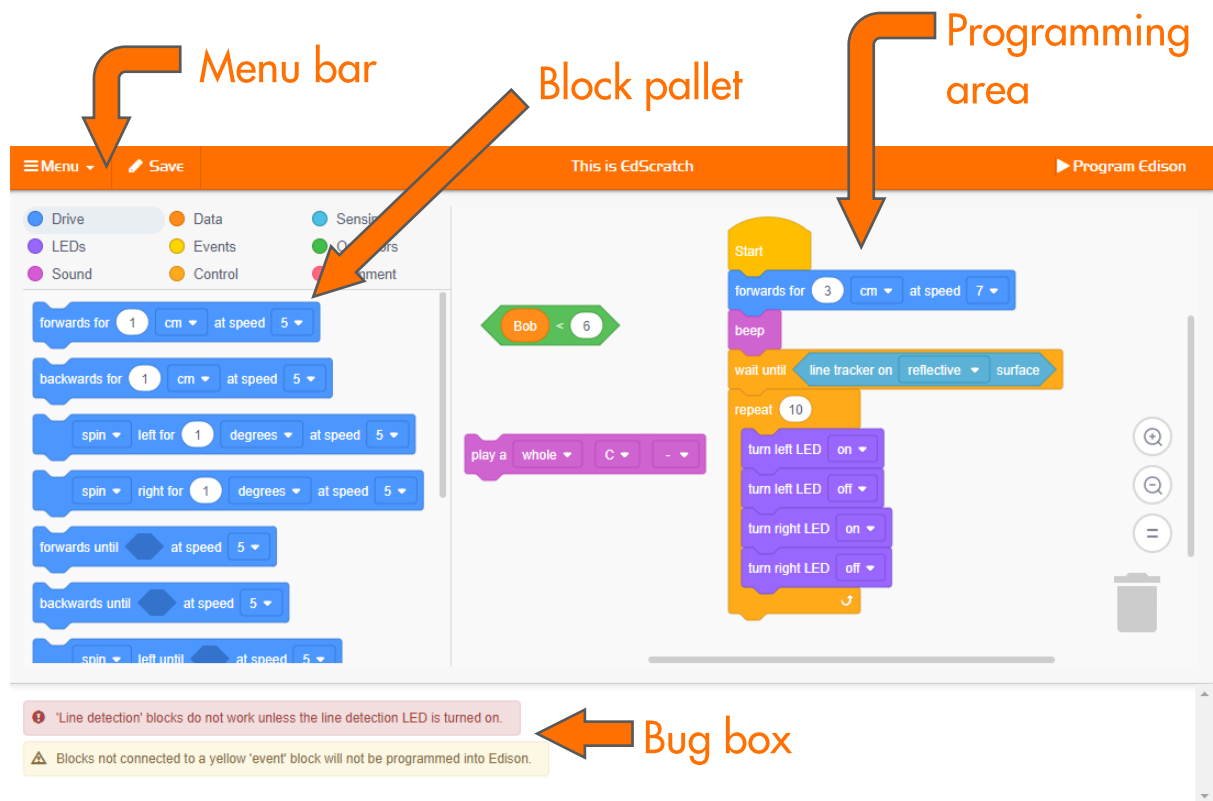 Menu bar
Block pallet
Programming
area
Menu
Save
This is EdScratch
Program Edison
Drive
Data
LEDs
Events
Sound
Control
forwards for 1 cm at speed 5
backwards for 1 cm at speed 5
spin left for 1 degrees at speed 5
spin right for 1 degrees at speed 5
forwards until at speed 5
backwards until at speed 5
spin left until at speed 5
Bob < 6
play a whole C -
Start
forwards for 3 cm at speed 7
beep
wait until line tracker on reflective surface
repeat 10
turn left LED on
turn left LED off
turn right LED on
turn right LED off
=
'Line detection' blocks do not work unless the line detection LED is turned on.
Blocks not connected to a yellow 'event' block will not be programmed into Edison.
Bug box